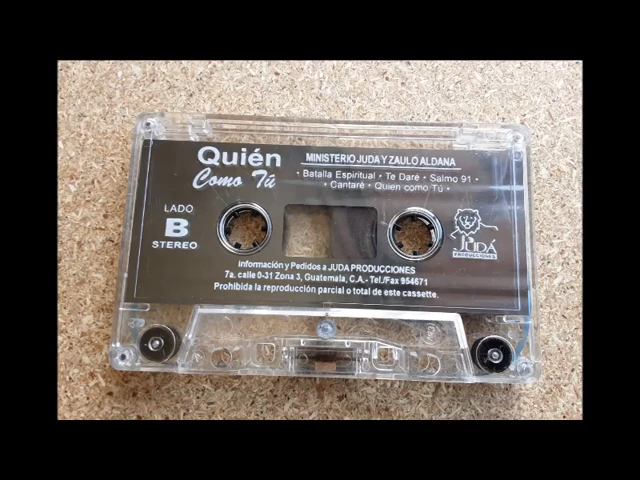 Quién
Como Tú
MINISTERIO JUDA Y ZAULO ALDANA
• Batalla Espiritual • Te Daré • Salmo 91 •
• Cantaré • Quien como Tú •
LADO
B
STEREO
JUDÁ
PRODUCCIONES
Información y Pedidos a JUDA PRODUCCIONES
7a. calle 0-31 Zona 3, Guatemala, C.A.- Tel./Fax 954671
Prohibida la reproducción parcial o total de este cassette.